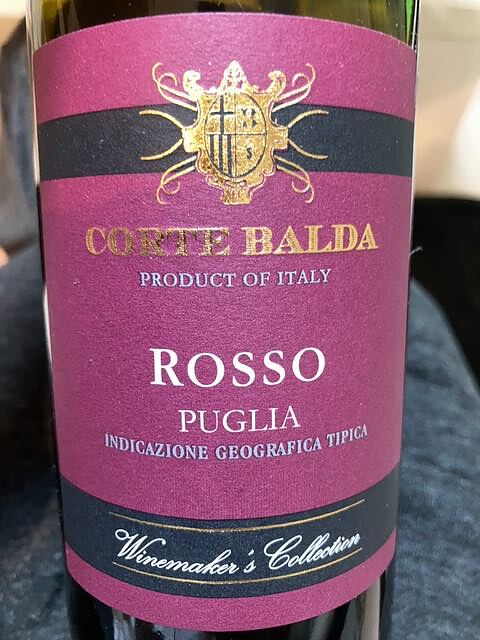 CORTE BALDA
PRODUCT OF ITALY
ROSSO
PUGLIA
INDICAZIONE GEOGRAFICA TIPICA
Winemaker's Collection